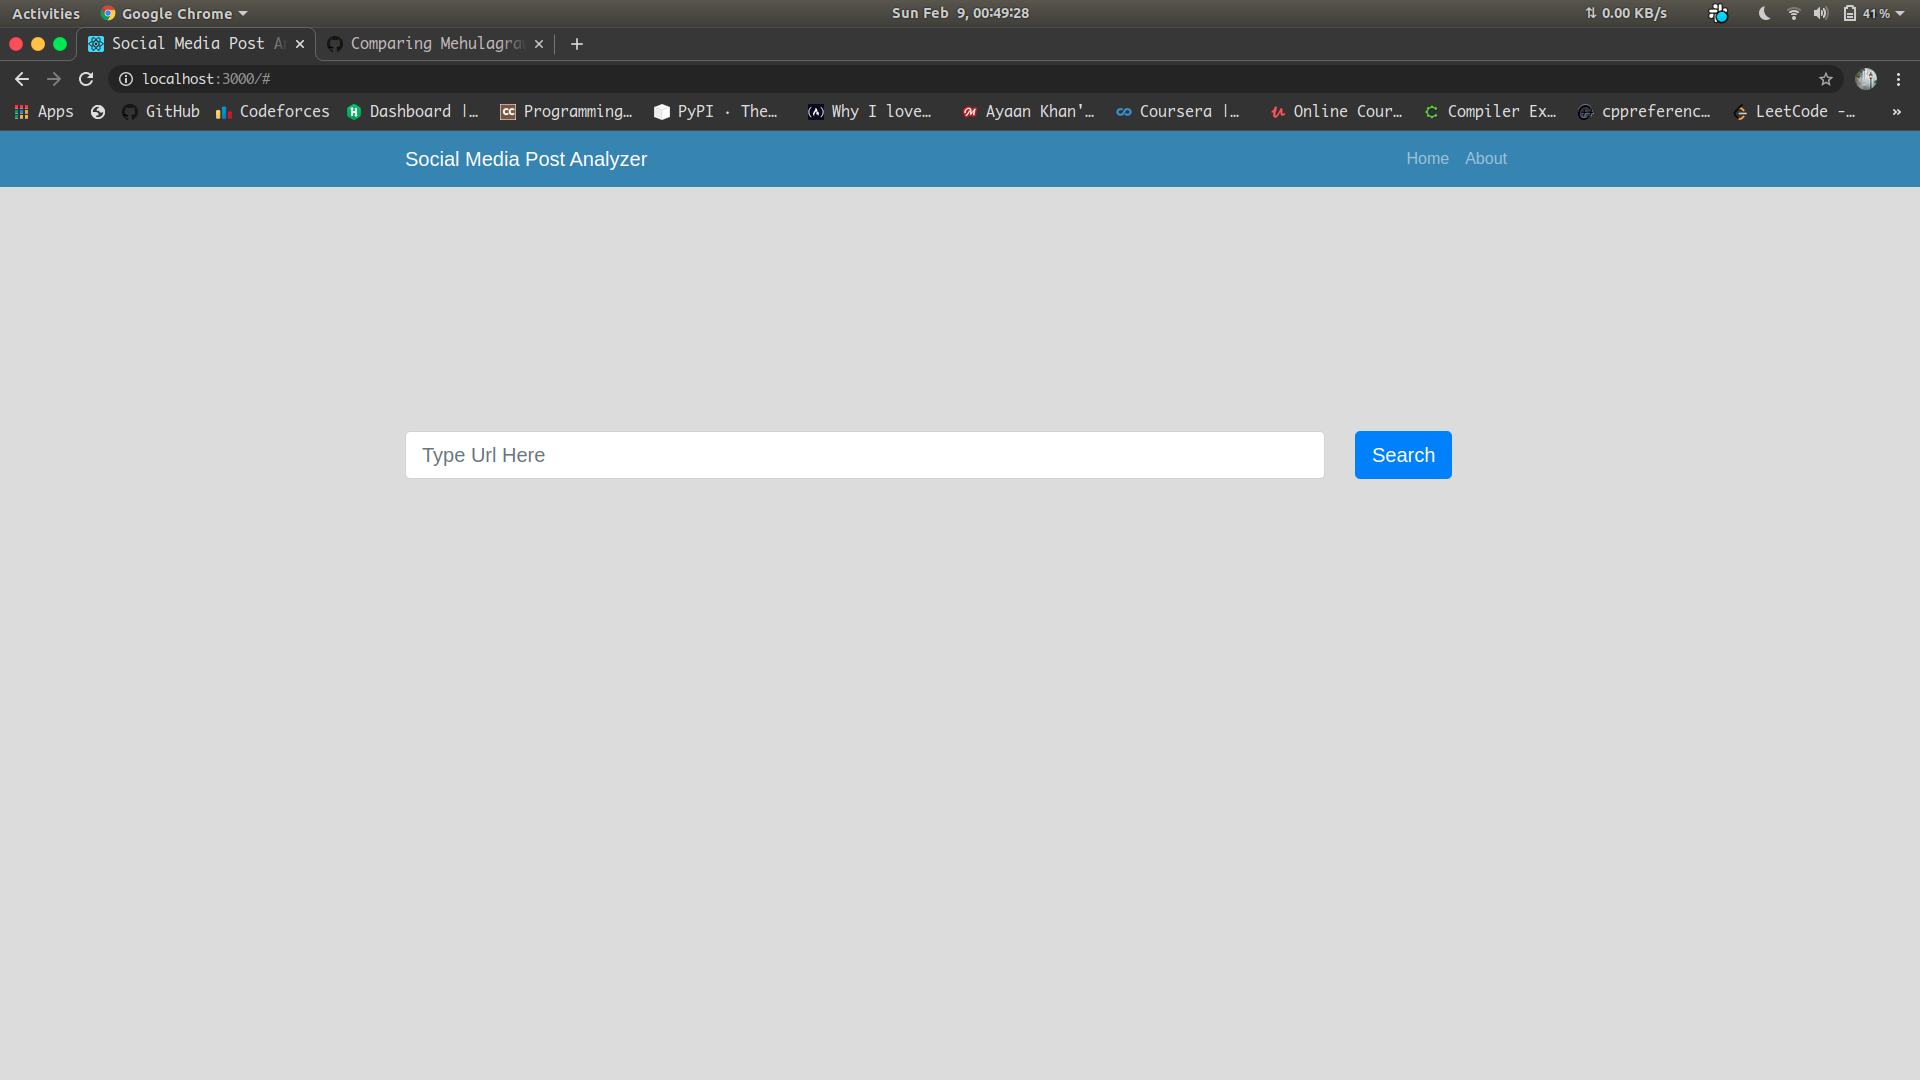 Activities Google Chrome Sun Feb 9, 00:49:28 0.00 KB/s 41 %
Social Media Post A Comparing Mehulagra
localhost:3000/#
Apps GitHub Codeforces Dashboard |… Programming… PyPI · The… Why I love… Ayaan Khan'… Coursera |… Online Cour… Compiler Ex… cppreferenc… LeetCode -… »
Social Media Post Analyzer Home About
Type Url Here Search